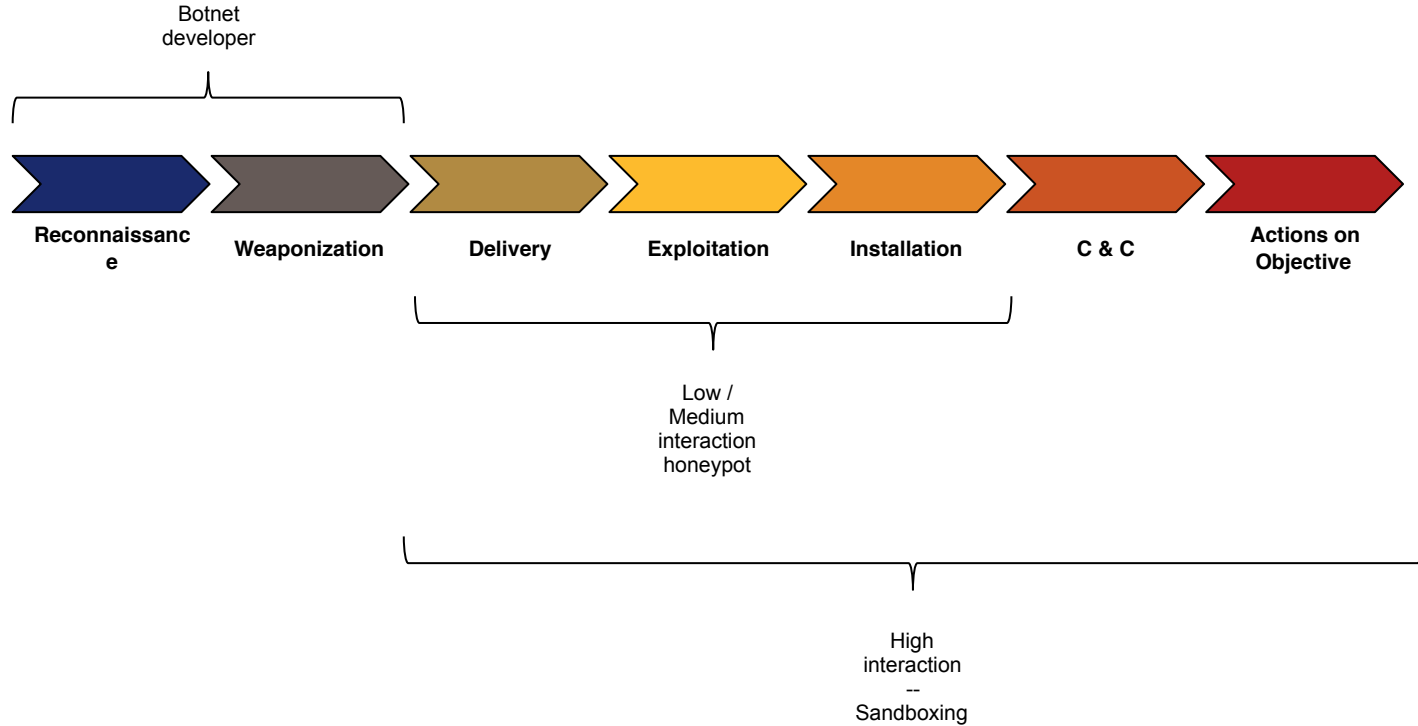 Botnet
developer
Reconnaissanc
e
Weaponization
Delivery
Exploitation
Installation
C & C
Actions on
Objective
Low /
Medium
interaction
honeypot
High
interaction
--
Sandboxing